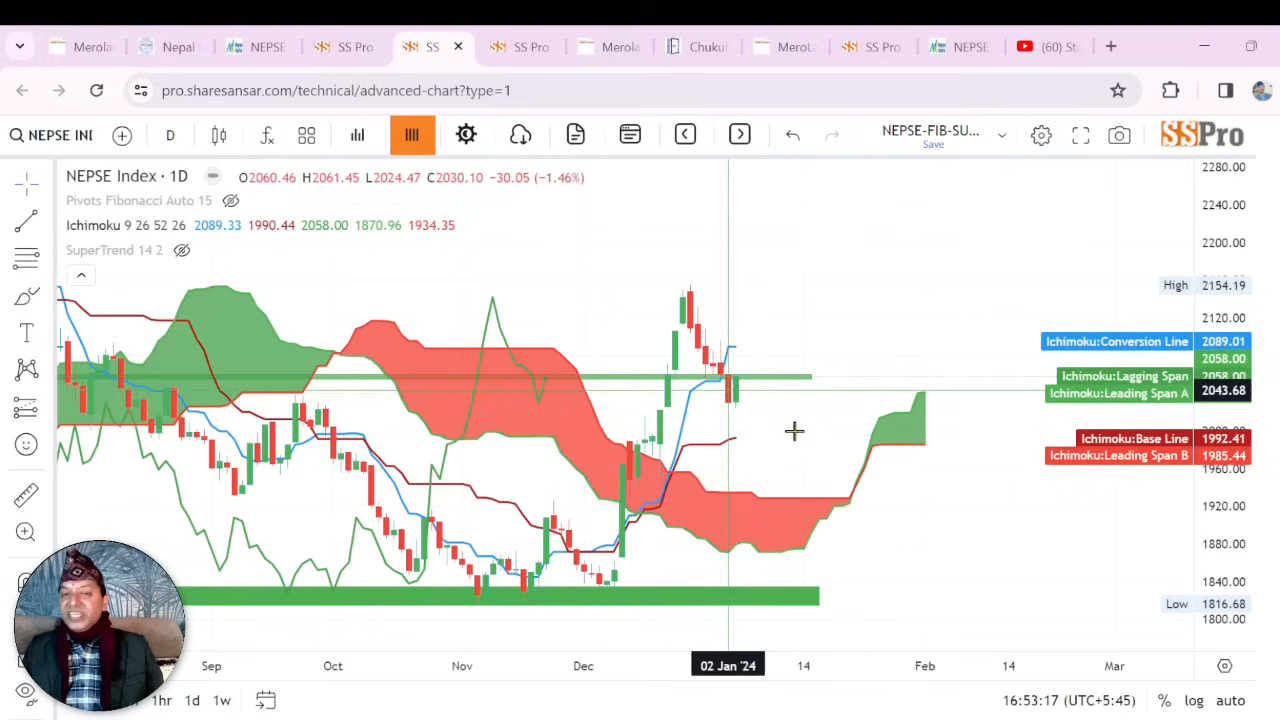 Merola
Nepal
NEPSE
SS Pro
SS
SS Pro
Merola
Chukul
MeroLa
SS Pro
NEPSE
(60) St
pro.sharesansar.com/technical/advanced-chart?type=1
NEPSE INI
D
NEPSE-FIB-SU...
Save
SSPro
NEPSE Index · 1D O2060.46 H2061.45 L2024.47 C2030.10 −30.05 (−1.46%)
Pivots Fibonacci Auto 15
Ichimoku 9 26 52 26 2089.33 1990.44 2058.00 1870.96 1934.35
SuperTrend 14 2
2280.00
2240.00
2200.00
High 2154.19
2120.00
Ichimoku:Conversion Line 2089.01
2058.00
Ichimoku:Lagging Span 2058.00
Ichimoku:Leading Span A 2043.68
Ichimoku:Base Line 1992.41
Ichimoku:Leading Span B 1985.44
1960.00
1920.00
1880.00
1840.00
Low 1816.68
1800.00
Sep Oct Nov Dec 02 Jan '24 14 Feb 14 Mar
1hr 1d 1w 16:53:17 (UTC+5:45) % log auto